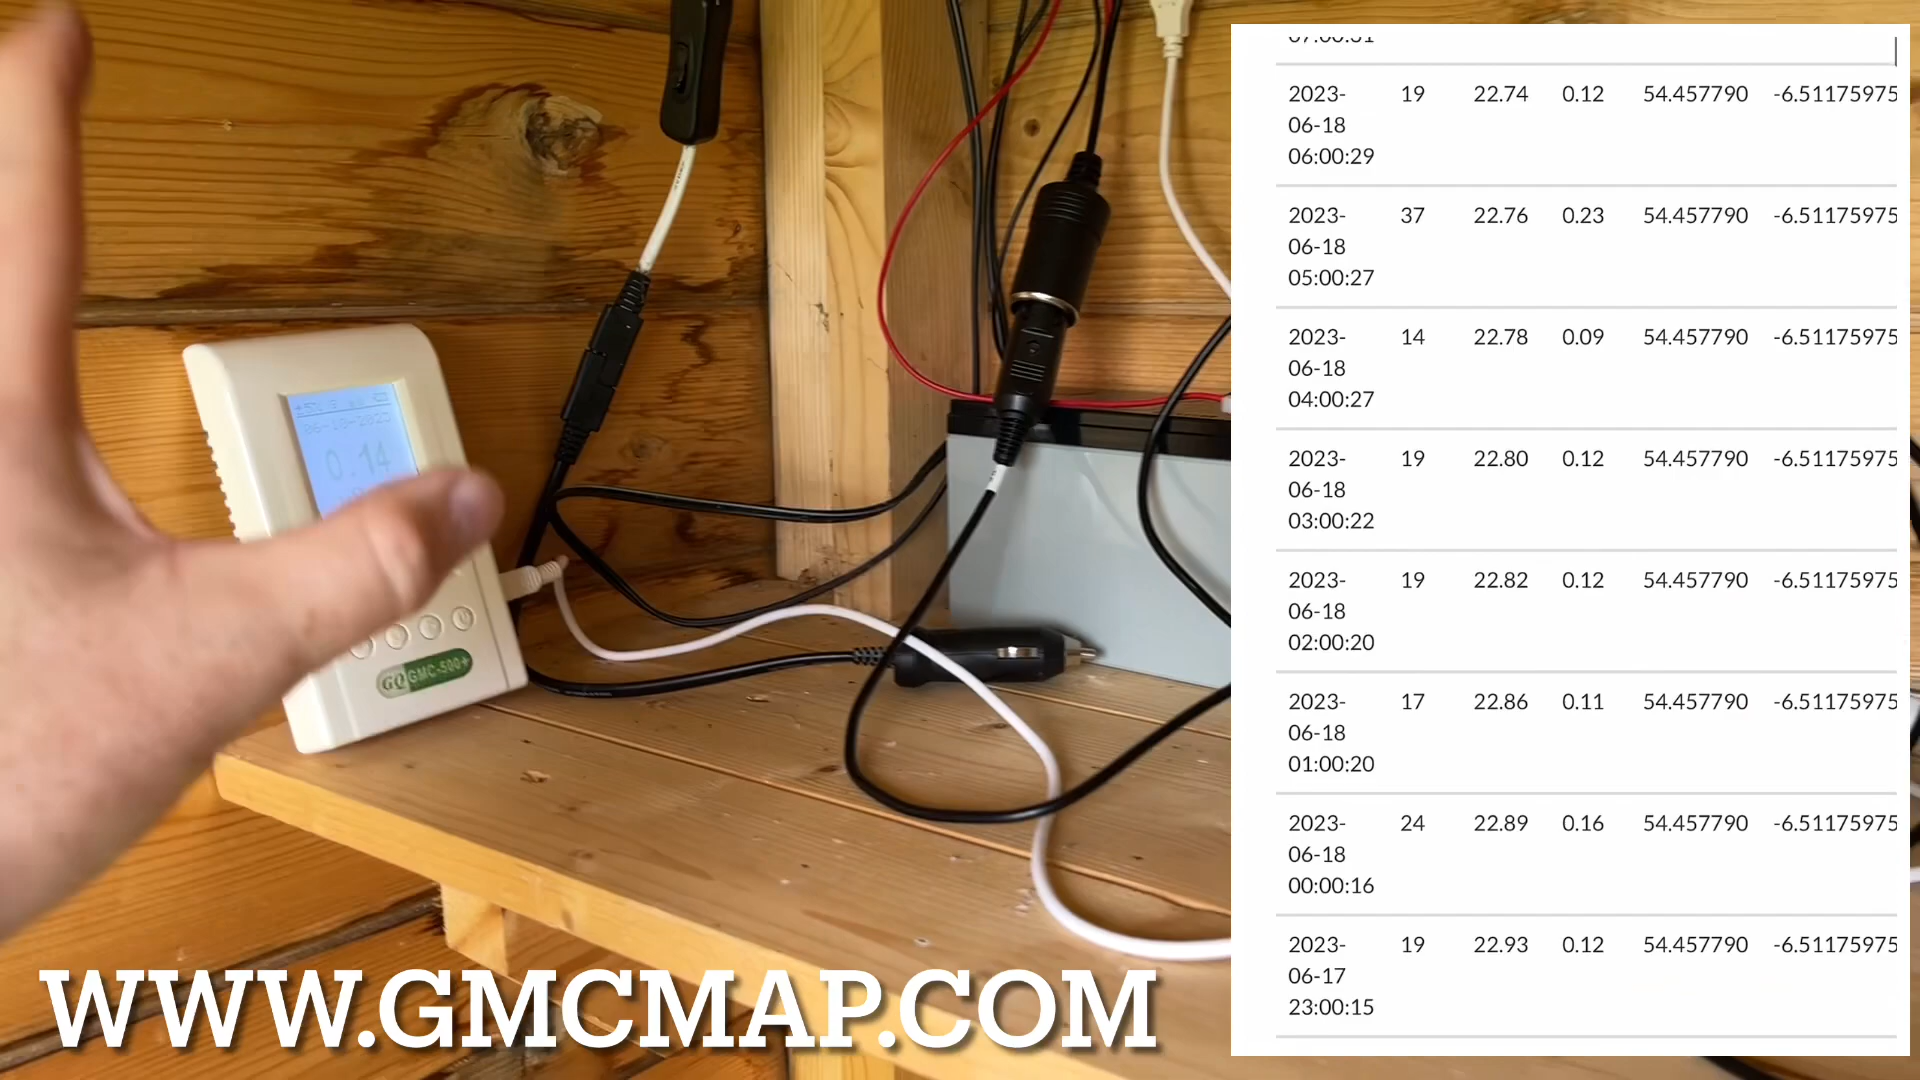 0.14
GQ GMC-500+
WWW.GMCMAP.COM
2023-06-18 06:00:29 19 22.74 0.12 54.457790 -6.51175975
2023-06-18 05:00:27 37 22.76 0.23 54.457790 -6.51175975
2023-06-18 04:00:27 14 22.78 0.09 54.457790 -6.51175975
2023-06-18 03:00:22 19 22.80 0.12 54.457790 -6.51175975
2023-06-18 02:00:20 19 22.82 0.12 54.457790 -6.51175975
2023-06-18 01:00:20 17 22.86 0.11 54.457790 -6.51175975
2023-06-18 00:00:16 24 22.89 0.16 54.457790 -6.51175975
2023-06-17 23:00:15 19 22.93 0.12 54.457790 -6.51175975